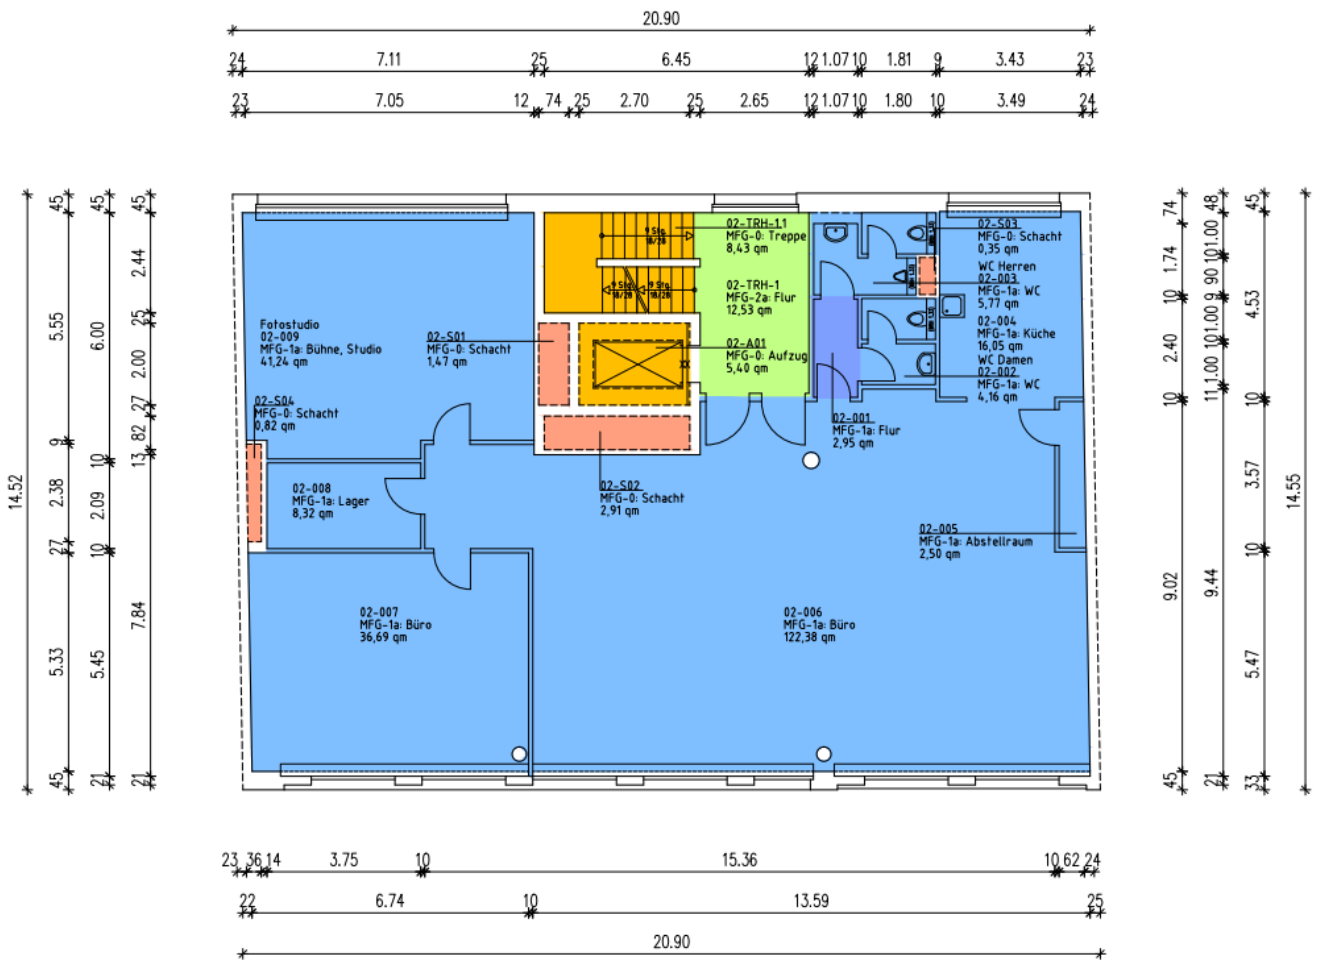 20.90
24 7.11 25 6.45 12 1.07 10 1.81 9 3.43 23
23 7.05 12 74 25 2.70 25 2.65 12 1.07 10 1.80 10 3.49 24
14.52
45 5.55 9 2.38 27 5.33 45
45 6.00 10 2.09 10 5.45 21
45 2.44 25 2.00 27 82 13 7.84 21
Fotostudio
02-009
MFG-1a: Bühne, Studio
41,24 qm
02-S04
MFG-0: Schacht
0,82 qm
02-008
MFG-1a: Lager
8,32 qm
02-007
MFG-1a: Büro
36,69 qm
02-S01
MFG-0: Schacht
1,47 qm
9 Stg.
18/28
9 Stg.
18/28
9 Stg.
18/28
02-TRH-1.1
MFG-0: Treppe
8,43 qm
02-TRH-1
MFG-2a: Flur
12,53 qm
02-A01
MFG-0: Aufzug
5,40 qm
02-S02
MFG-0: Schacht
2,91 qm
02-001
MFG-1a: Flur
2,95 qm
02-S03
MFG-0: Schacht
0,35 qm
WC Herren
02-003
MFG-1a: WC
5,77 qm
02-004
MFG-1a: Küche
16,05 qm
WC Damen
02-002
MFG-1a: WC
4,16 qm
02-005
MFG-1a: Abstellraum
2,50 qm
02-006
MFG-1a: Büro
122,38 qm
74 1.74 10 2.40 10 9.02 45
48 1.00 10 90 9 1.00 10 1.00 11 9.44 21
45 4.53 10 3.57 10 5.47 33
14.55
23 36 14 3.75 10 15.36 10 62 24
22 6.74 10 13.59 25
20.90